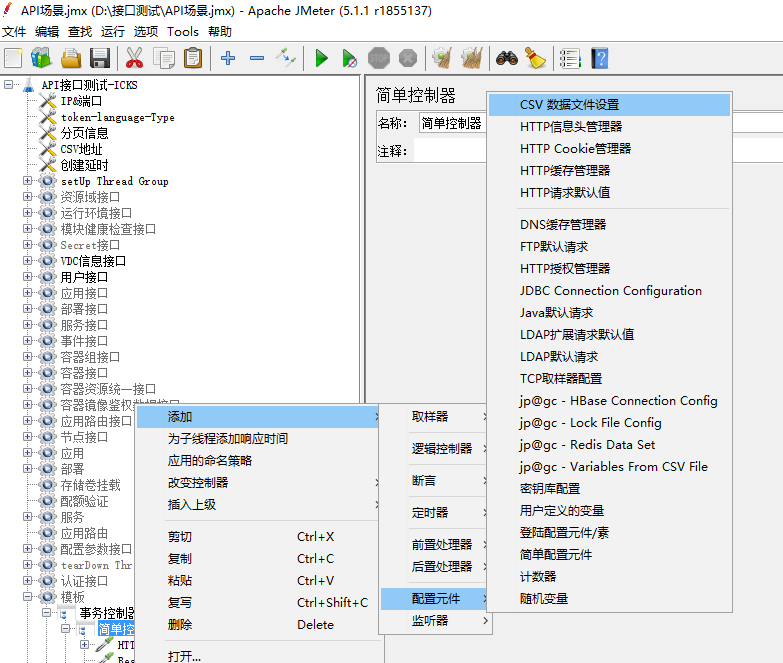 API场景.jmx (D:\接口测试\API场景.jmx) - Apache JMeter (5.1.1 r1855137)
文件 编辑 查找 运行 选项 Tools 帮助
API接口测试-ICKS
IP&端口
token-language-Type
分页信息
CSV地址
创建延时
setUp Thread Group
资源域接口
运行环境接口
模块健康检查接口
Secret接口
VDC信息接口
用户接口
应用接口
部署接口
服务接口
事件接口
容器组接口
容器接口
容器资源统一接口
容器镜像鉴权数据接口
应用路由接口
节点接口
应用
部署
存储卷挂载
配额验证
服务
应用路由
配置参数接口
tearDown Thr
认证接口
模板
事务控制器
简单控
HTT
Bea
简单控制器
名称: 简单控制器
注释:
添加
为子线程添加响应时间
应用的命名策略
改变控制器
插入上级
剪切 Ctrl+X
复制 Ctrl+C
粘贴 Ctrl+V
复写 Ctrl+Shift+C
删除 Delete
打开...
取样器
逻辑控制器
断言
定时器
前置处理器
后置处理器
配置元件
监听器
CSV 数据文件设置
HTTP信息头管理器
HTTP Cookie管理器
HTTP缓存管理器
HTTP请求默认值
DNS缓存管理器
FTP默认请求
HTTP授权管理器
JDBC Connection Configuration
Java默认请求
LDAP扩展请求默认值
LDAP默认请求
TCP取样器配置
jp@gc - HBase Connection Config
jp@gc - Lock File Config
jp@gc - Redis Data Set
jp@gc - Variables From CSV File
密钥库配置
用户定义的变量
登陆配置元件/素
简单配置元件
计数器
随机变量